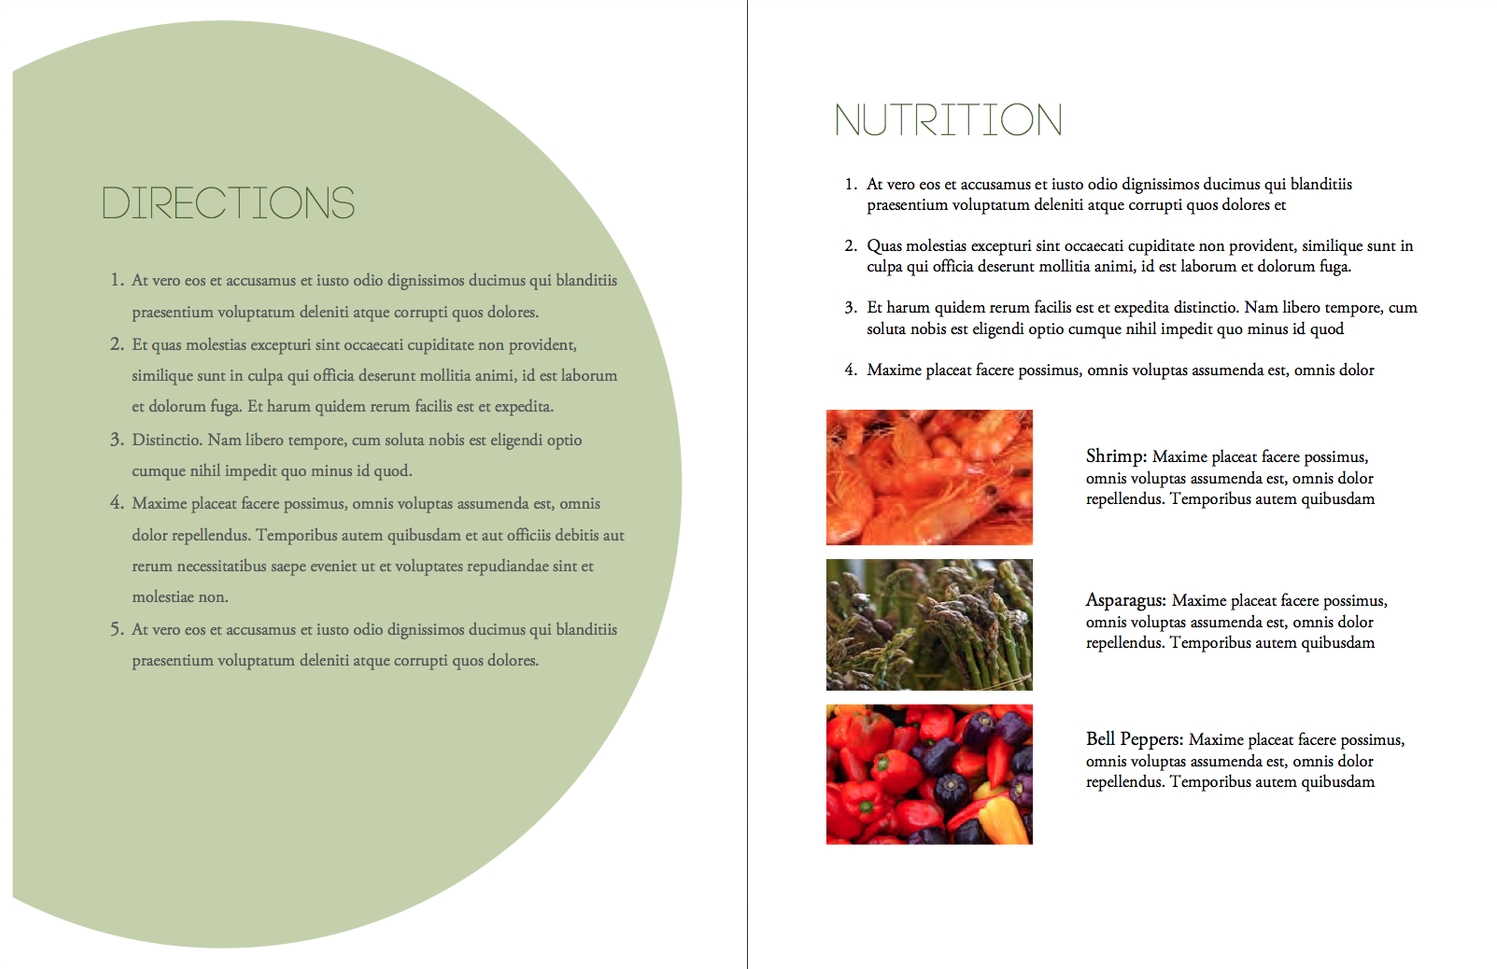 DIRECTIONS
1. At vero eos et accusamus et iusto odio dignissimos ducimus qui blanditiis
praesentium voluptatum deleniti atque corrupti quos dolores.
2. Et quas molestias excepturi sint occaecati cupiditate non provident,
similique sunt in culpa qui officia deserunt mollitia animi, id est laborum
et dolorum fuga. Et harum quidem rerum facilis est et expedita.
3. Distinctio. Nam libero tempore, cum soluta nobis est eligendi optio
cumque nihil impedit quo minus id quod.
4. Maxime placeat facere possimus, omnis voluptas assumenda est, omnis
dolor repellendus. Temporibus autem quibusdam et aut officiis debitis aut
rerum necessitatibus saepe eveniet ut et voluptates repudiandae sint et
molestiae non.
5. At vero eos et accusamus et iusto odio dignissimos ducimus qui blanditiis
praesentium voluptatum deleniti atque corrupti quos dolores.
NUTRITION
1. At vero eos et accusamus et iusto odio dignissimos ducimus qui blanditiis
praesentium voluptatum deleniti atque corrupti quos dolores et
2. Quas molestias excepturi sint occaecati cupiditate non provident, similique sunt in
culpa qui officia deserunt mollitia animi, id est laborum et dolorum fuga.
3. Et harum quidem rerum facilis est et expedita distinctio. Nam libero tempore, cum
soluta nobis est eligendi optio cumque nihil impedit quo minus id quod
4. Maxime placeat facere possimus, omnis voluptas assumenda est, omnis dolor
Shrimp: Maxime placeat facere possimus,
omnis voluptas assumenda est, omnis dolor
repellendus. Temporibus autem quibusdam
Asparagus: Maxime placeat facere possimus,
omnis voluptas assumenda est, omnis dolor
repellendus. Temporibus autem quibusdam
Bell Peppers: Maxime placeat facere possimus,
omnis voluptas assumenda est, omnis dolor
repellendus. Temporibus autem quibusdam